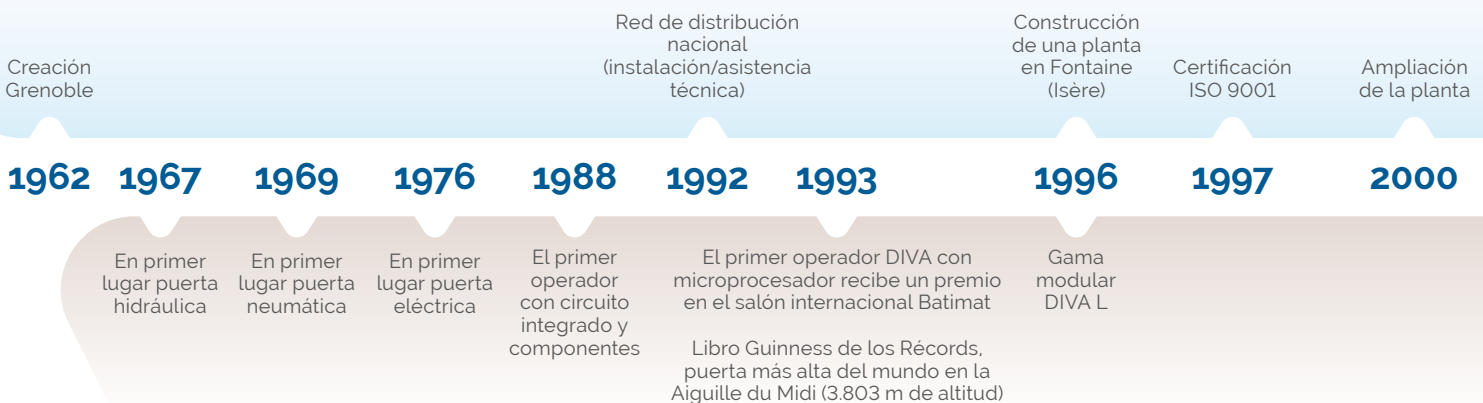 Creación
Grenoble
Red de distribución
nacional
(instalación/asistencia
técnica)
Construcción
de una planta
en Fontaine
(Isère)
Certificación
ISO 9001
Ampliación
de la planta
1962 1967 1969 1976 1988 1992 1993 1996 1997 2000
En primer
lugar puerta
hidráulica
En primer
lugar puerta
neumática
En primer
lugar puerta
eléctrica
El primer
operador
con circuito
integrado y
componentes
El primer operador DIVA con
microprocesador recibe un premio
en el salón internacional Batimat
Libro Guinness de los Récords,
puerta más alta del mundo en la
Aiguille du Midi (3.803 m de altitud)
Gama
modular
DIVA L